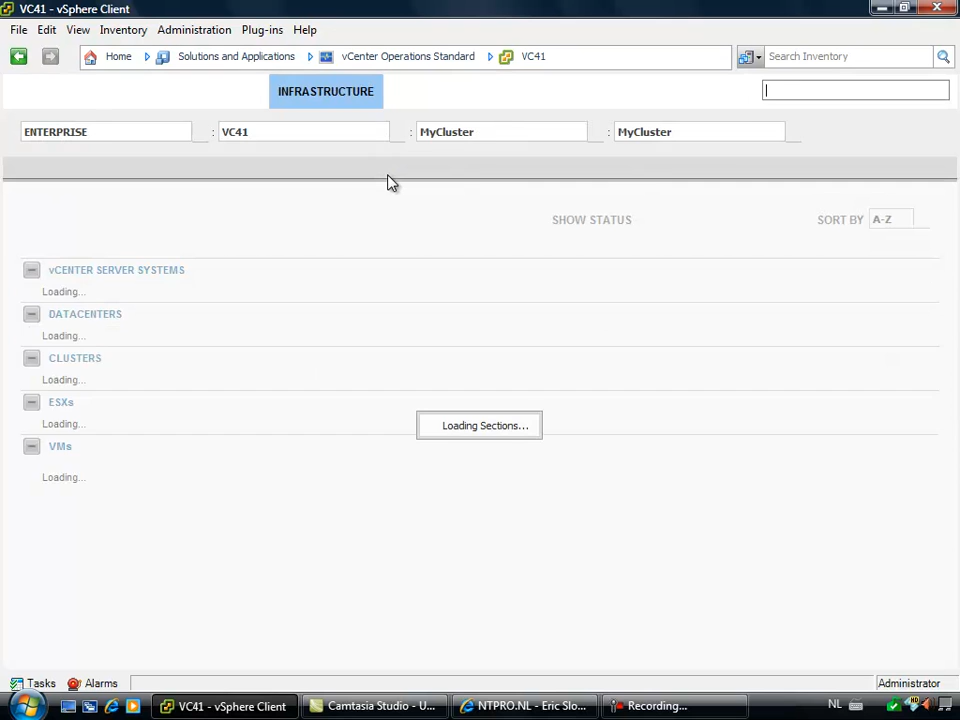 VC41 - vSphere Client
File Edit View Inventory Administration Plug-ins Help
Home Solutions and Applications vCenter Operations Standard VC41 Search Inventory
INFRASTRUCTURE
ENTERPRISE : VC41 : MyCluster : MyCluster
SHOW STATUS SORT BY A-Z
vCENTER SERVER SYSTEMS
Loading...
DATACENTERS
Loading...
CLUSTERS
Loading...
ESXs
Loading...
Loading Sections...
VMs
Loading...
Tasks Alarms Administrator
VC41 - vSphere Client Camtasia Studio - U... NTPRO.NL - Eric Slo... Recording... NL